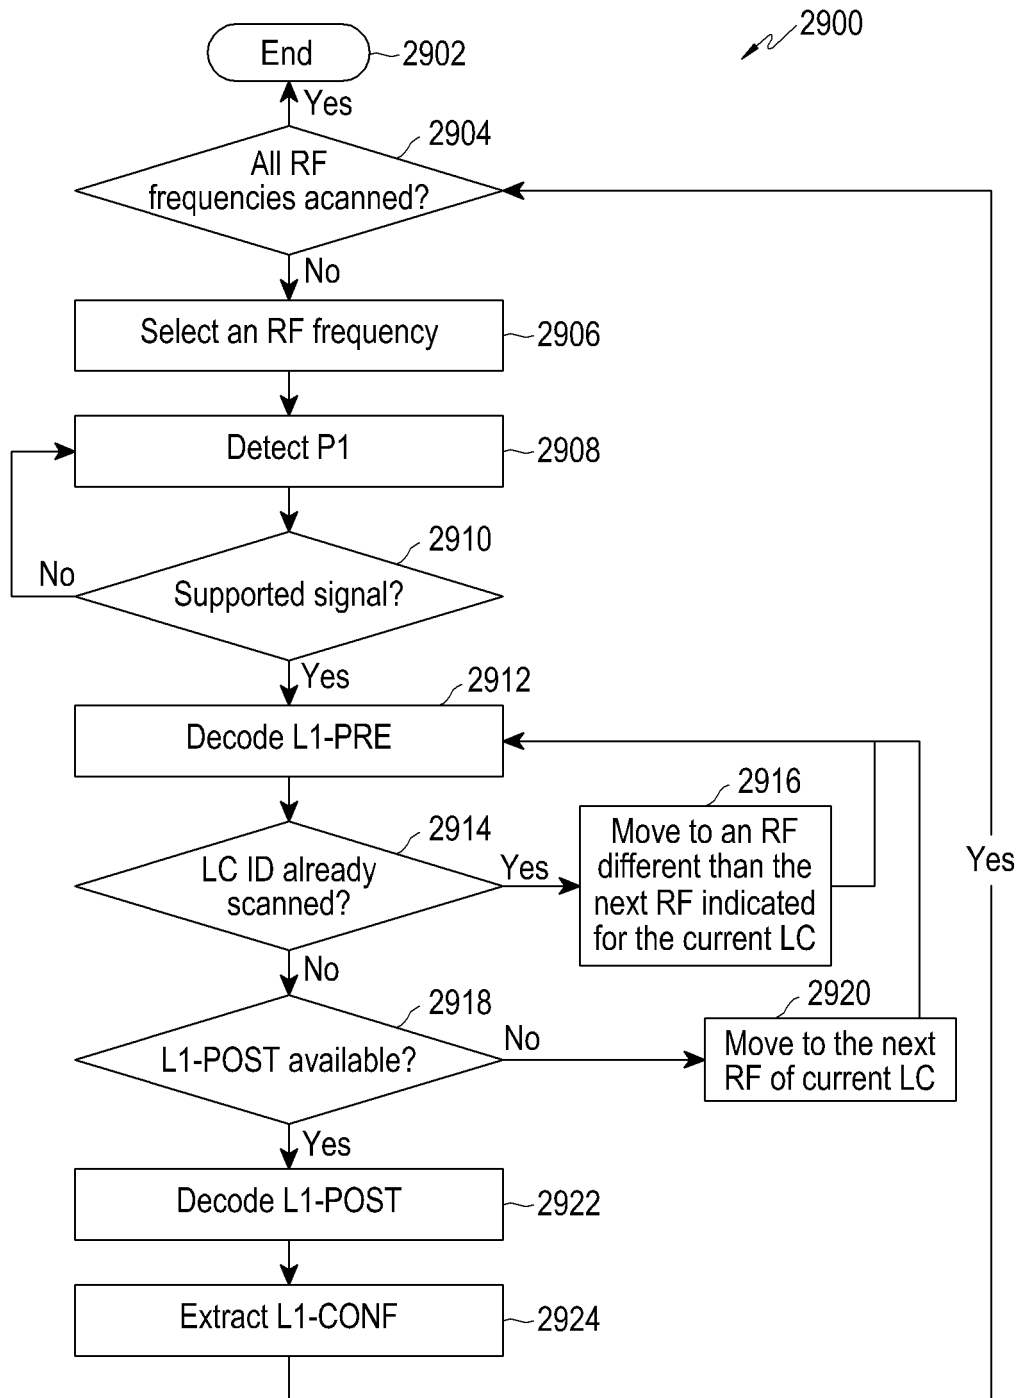 2900
End
2902
Yes
2904
All RF
frequencies acanned?
No
Select an RF frequency
2906
Detect P1
2908
2910
No
Supported signal?
Yes
2912
Decode L1-PRE
2916
2914
Move to an RF
different than the
next RF indicated
for the current LC
LC ID already
scanned?
Yes
Yes
No
2920
2918
L1-POST available?
No
Move to the next
RF of current LC
Yes
Decode L1-POST
2922
Extract L1-CONF
2924